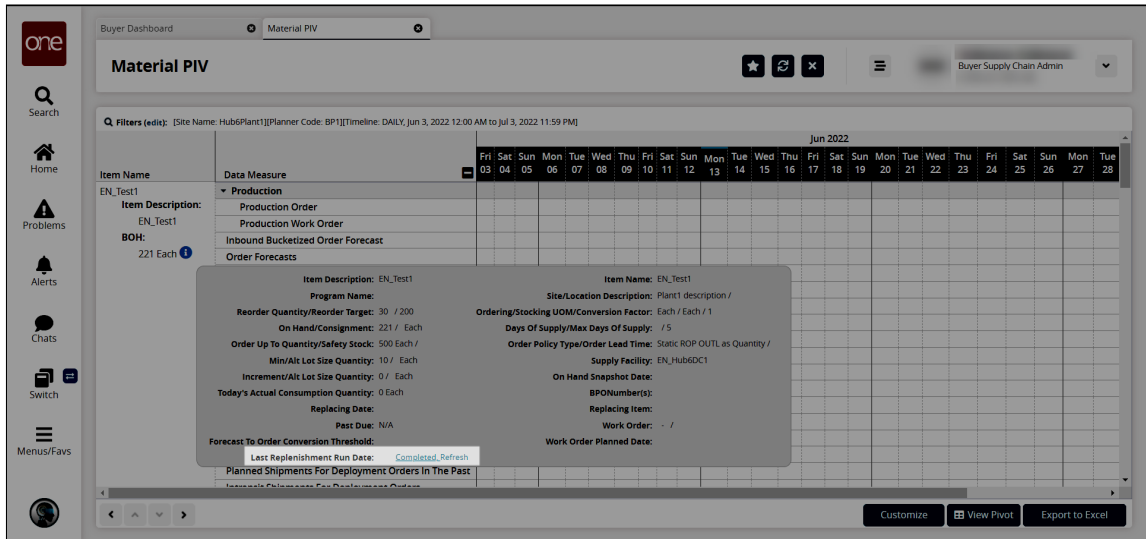 one
Buyer Dashboard
Material PIV
Material PIV
Buyer Supply Chain Admin
Search
Home
Problems
Alerts
Chats
Switch
Menus/Favs
Filters (edit): [Site Name: Hub6Plant1][Planner Code: BP1][Timeline: DAILY, Jun 3, 2022 12:00 AM to Jul 3, 2022 11:59 PM]
Jun 2022
Item Name Data Measure
Fri Sat Sun Mon Tue Wed Thu Fri Sat Sun Mon Tue Wed Thu Fri Sat Sun Mon Tue Wed Thu Fri Sat Sun Mon Tue
03 04 05 06 07 08 09 10 11 12 13 14 15 16 17 18 19 20 21 22 23 24 25 26 27 28
EN_Test1
Item Description:
EN_Test1
BOH:
221 Each
Production
Production Order
Production Work Order
Inbound Bucketized Order Forecast
Order Forecasts
Item Description: EN_Test1 Item Name: EN_Test1
Program Name: Site/Location Description: Plant1 description /
Reorder Quantity/Reorder Target: 30 / 200 Ordering/Stocking UOM/Conversion Factor: Each / Each / 1
On Hand/Consignment: 221 / Each Days Of Supply/Max Days Of Supply: / 5
Order Up To Quantity/Safety Stock: 500 Each / Order Policy Type/Order Lead Time: Static ROP OUTL as Quantity /
Min/Alt Lot Size Quantity: 10 / Each Supply Facility: EN_Hub6DC1
Increment/Alt Lot Size Quantity: 0 / Each On Hand Snapshot Date:
Today's Actual Consumption Quantity: 0 Each BPONumber(s):
Replacing Date: Replacing Item:
Past Due: N/A Work Order: - /
Forecast To Order Conversion Threshold: Work Order Planned Date:
Last Replenishment Run Date: Completed, Refresh
Planned Shipments For Deployment Orders In The Past
Intransit Shipments For Deployment Orders
Customize View Pivot Export to Excel